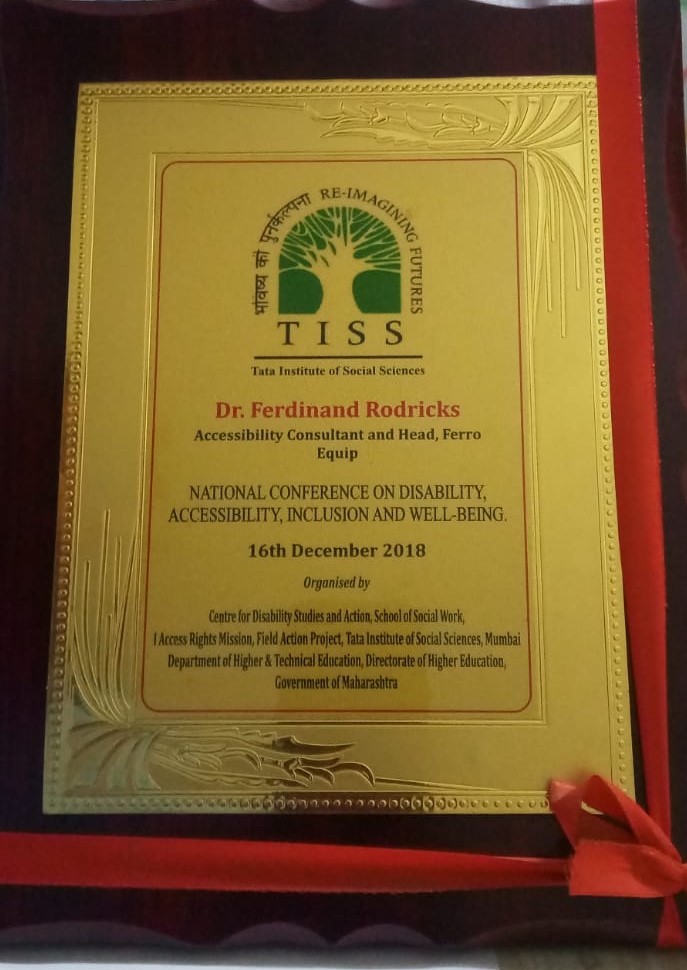 भविष्य की पुनर्कल्पना RE-IMAGINING FUTURES
TISS
Tata Institute of Social Sciences
Dr. Ferdinand Rodricks
Accessibility Consultant and Head, Ferro
Equip
NATIONAL CONFERENCE ON DISABILITY,
ACCESSIBILITY, INCLUSION AND WELL-BEING.
16th December 2018
Organised by
Centre for Disability Studies and Action, School of Social Work,
I Access Rights Mission, Field Action Project, Tata Institute of Social Sciences, Mumbai
Department of Higher & Technical Education, Directorate of Higher Education,
Government of Maharashtra